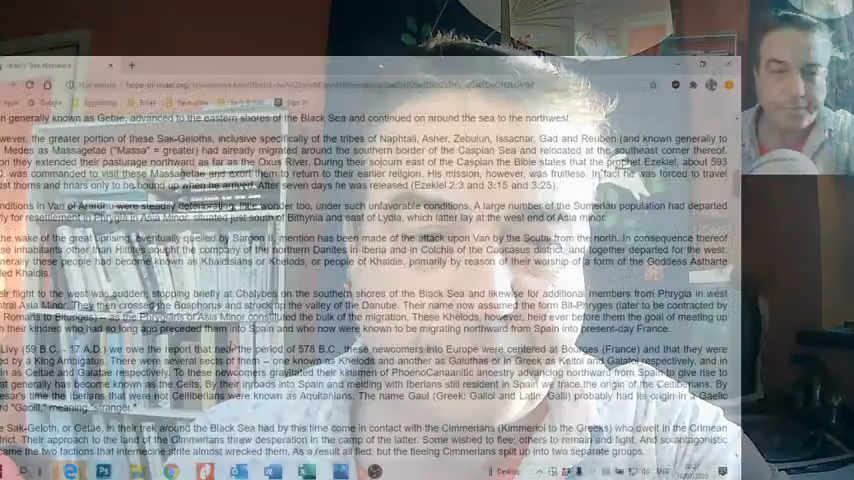 n generally known as Getae, advanced to the eastern shores of the Black Sea and continued on around the sea to the northwest.
wever, the greater portion of these Sak-Geloths, inclusive specifically of the tribes of Naphtali, Asher, Zebulun, Issachar, Gad and Reuben (and known generally to
Medes as Massagetae ("Massa" = greater) had already migrated around the southern border of the Caspian Sea and relocated at the southeast corner thereof.
on they extended their pasturage northward as far as the Oxus River. During their sojourn east of the Caspian the Bible states that the prophet Ezekiel, about 593
was commanded to visit these Massagetae and exort them to return to their earlier religion. His mission, however, was fruitless. In fact he was forced to travel
st thorns and briars only to be bound up when he arrived. After seven days he was released (Ezekiel 2:3 and 3:15 and 3:25).
onditions in Van of Arardhu were steadily deteriorating, little wonder too, under such unfavorable conditions. A large number of the Sumerian population had departed
rly for resettlement in Phrygia in Asia Minor, situated just south of Bithynia and east of Lydia, which latter lay at the west end of Asia minor.
he wake of the great uprising, eventually quelled by Sargon II, mention has been made of the attack upon Van by the Scuta from the north. In consequence thereof
se inhabitants other than Hittites sought the company of the northern Danites in Iberia and in Colchis of the Caucasus district, and together departed for the west.
nerally these people had become known as Khaldisians or Khelods, or people of Khaldis, primarily by reason of their worship of a form of the Goddess Astharte
led Khaldis.
eir flight to the west was sudden, stopping briefly at Chalybes on the southern shores of the Black Sea and likewise for additional members from Phrygia in west
ntral Asia Minor. They then crossed the Bosphorus and struck up the valley of the Danube. Their name now assumed the form Bit-Phryges (later to be contracted by
Romans to Bituriges) -- as the Phrygians of Asia Minor constituted the bulk of the migration. These Khelods, however, held ever before them the goal of meeting up
h their kindred who had so long ago preceded them into Spain and who now were known to be migrating northward from Spain into present-day France.
Livy (59 B.C. - 17 A.D.) we owe the report that near the period of 578 B.C., these newcomers into Europe were centered at Bourges (France) and that they were
ed by a King Ambigatus. There were several sects of them -- one known as Khelods and another as Galuthas or in Greek as Keltoi and Galatai respectively, and in
in as Celtae and Galatae respectively. To these newcomers gravitated their kinsmen of PhoenoCanaanitic ancestry advancing northward from Spain to give rise to
at generally has become known as the Celts. By their inroads into Spain and melding with Iberians still resident in Spain we trace the origin of the Celtiberians. By
esar's time the Iberians that were not Celtiberians were known as Aquitanians. The name Gaul (Greek: Galloi and Latin: Galli) probably had its origin in a Gaelic
rd "Gaoill," meaning "stranger."
e Sak-Geloth, or Getae, in their trek around the Black Sea had by this time come in contact with the Cimmerians (Kimmerioi to the Greeks) who dwelt in the Crimean
trict. Their approach to the land of the Cimmerians threw desperation in the camp of the latter. Some wished to flee; others to remain and fight. And so antagonistic
came the two factions that internecine strife almost wrecked them. As a result all fled; but the fleeing Cimmerians split up into two separate groups.
Desktop